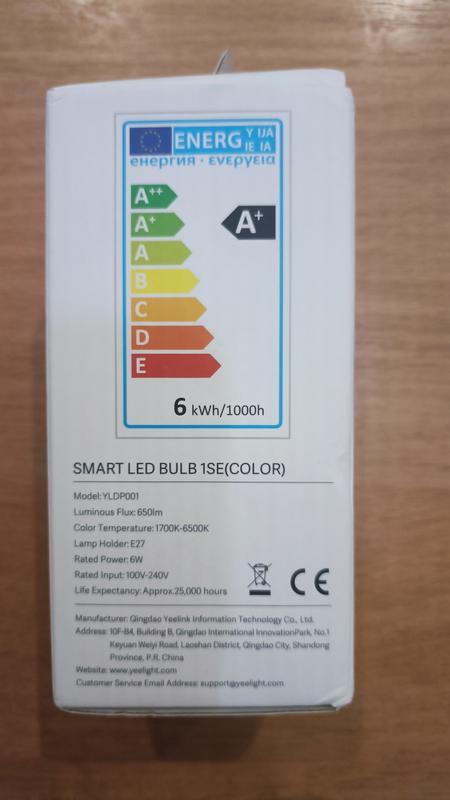 ENERG Y IJA
IE IA
енергия · ενεργεια
A++
A+
A+
A
B
C
D
E
6 kWh/1000h
SMART LED BULB 1SE(COLOR)
Model: YLDP001
Luminous Flux: 650lm
Color Temperature: 1700K-6500K
Lamp Holder: E27
Rated Power: 6W
Rated Input: 100V-240V
Life Expectancy: Approx.25,000 hours
CE
Manufacturer: Qingdao Yeelink Information Technology Co., Ltd.
Address: 10F-B4, Building B, Qingdao International InnovationPark, No.1
Keyuan Weiyi Road, Laoshan District, Qingdao City, Shandong
Province, P.R. China
Website: www.yeelight.com
Customer Service Email Address: support@yeelight.com